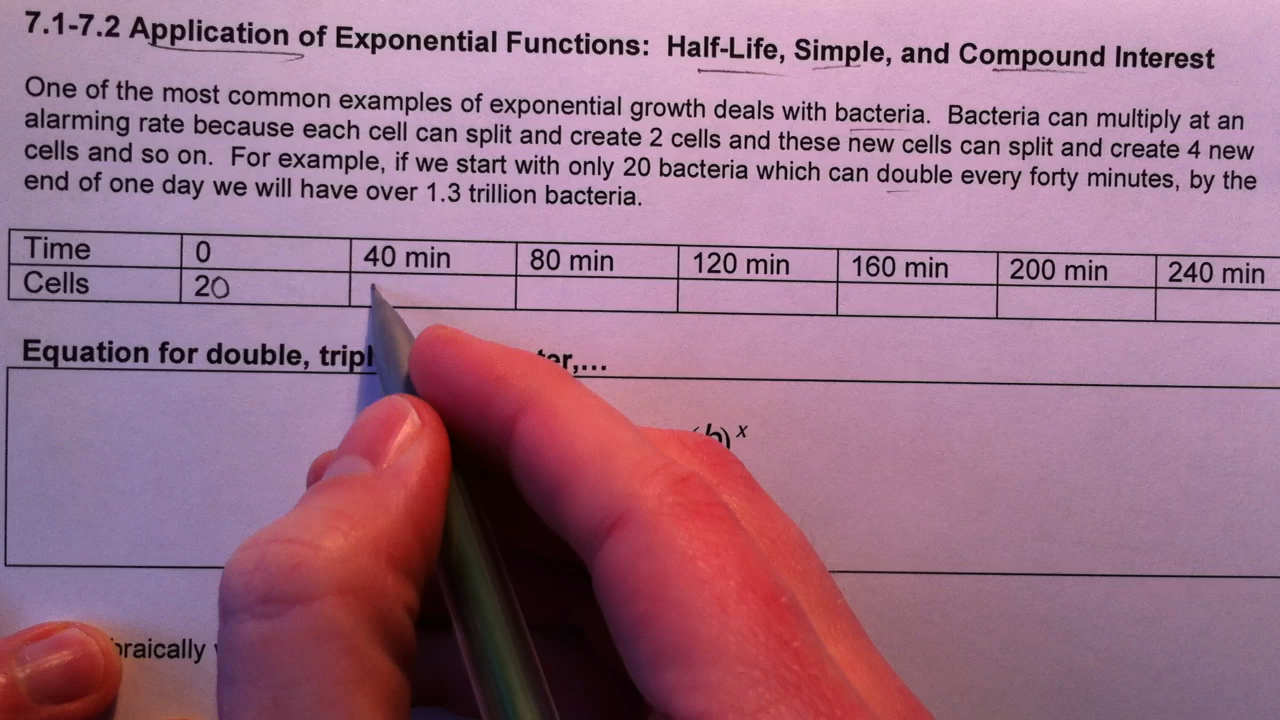 7.1-7.2 Application of Exponential Functions: Half-Life, Simple, and Compound Interest
One of the most common examples of exponential growth deals with bacteria. Bacteria can multiply at an
alarming rate because each cell can split and create 2 cells and these new cells can split and create 4 new
cells and so on. For example, if we start with only 20 bacteria which can double every forty minutes, by the
end of one day we will have over 1.3 trillion bacteria.
Time 0 40 min 80 min 120 min 160 min 200 min 240 min
Cells 20
Equation for double,